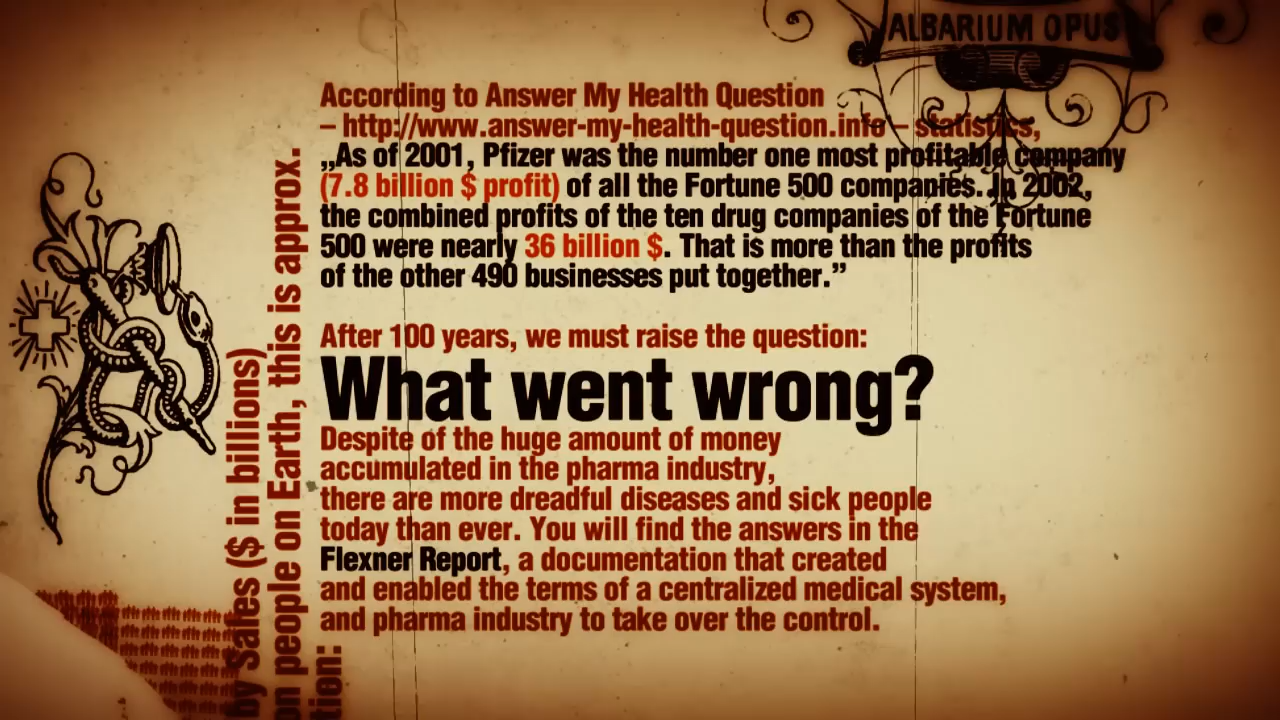 ALBARIUM OPUS
According to Answer My Health Question
– http://www.answer-my-health-question.info – statistics,
„As of 2001, Pfizer was the number one most profitable company
(7.8 billion $ profit) of all the Fortune 500 companies. In 2002,
the combined profits of the ten drug companies of the Fortune
500 were nearly 36 billion $. That is more than the profits
of the other 490 businesses put together.”
After 100 years, we must raise the question:
What went wrong?
Despite of the huge amount of money
accumulated in the pharma industry,
there are more dreadful diseases and sick people
today than ever. You will find the answers in the
Flexner Report, a documentation that created
and enabled the terms of a centralized medical system,
and pharma industry to take over the control.
by Sales ($ in billions)
on people on Earth, this is approx.
tion: